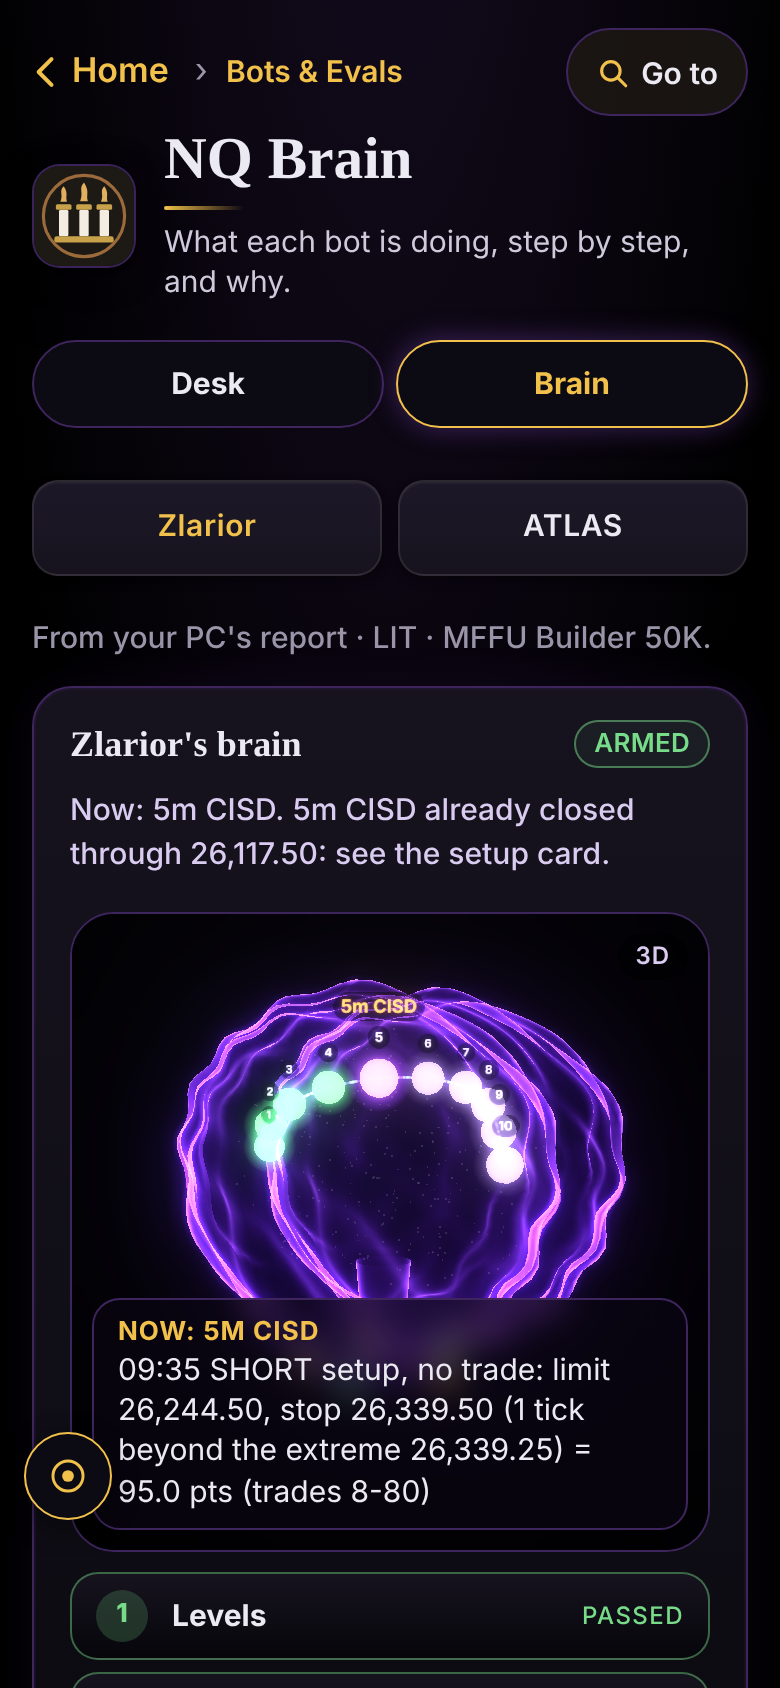 Home › Bots & Evals
Go to
NQ Brain
What each bot is doing, step by step,
and why.
Desk
Brain
Zlarior
ATLAS
From your PC's report · LIT · MFFU Builder 50K.
Zlarior's brain
ARMED
Now: 5m CISD. 5m CISD already closed
through 26,117.50: see the setup card.
3D
5m CISD
1
2
3
4
5
6
7
8
9
10
NOW: 5M CISD
09:35 SHORT setup, no trade: limit
26,244.50, stop 26,339.50 (1 tick
beyond the extreme 26,339.25) =
95.0 pts (trades 8-80)
1
Levels
PASSED